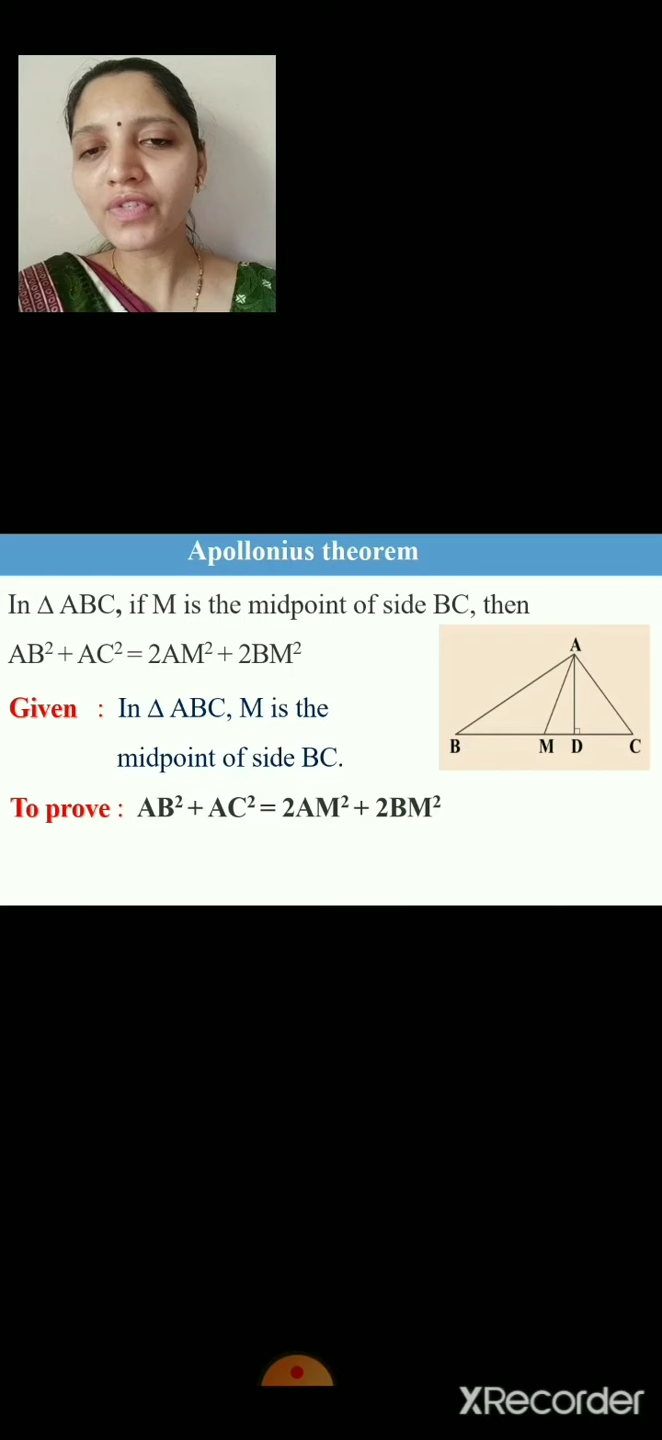 Apollonius theorem
In Δ ABC, if M is the midpoint of side BC, then
AB² + AC² = 2AM² + 2BM²
Given : In Δ ABC, M is the
midpoint of side BC.
To prove : AB² + AC² = 2AM² + 2BM²
A
B M D C
XRecorder